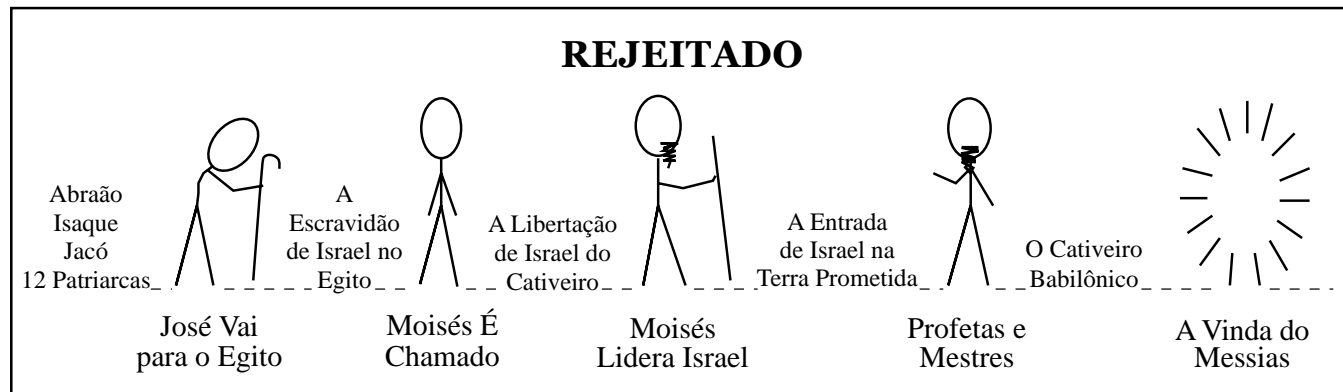 REJEITADO
Abraão
Isaque
Jacó
12 Patriarcas
José Vai
para o Egito
A
Escravidão
de Israel no
Egito
Moisés É
Chamado
A Libertação
de Israel do
Cativeiro
Moisés
Lidera Israel
A Entrada
de Israel na
Terra Prometida
Profetas e
Mestres
O Cativeiro
Babilônico
A Vinda do
Messias